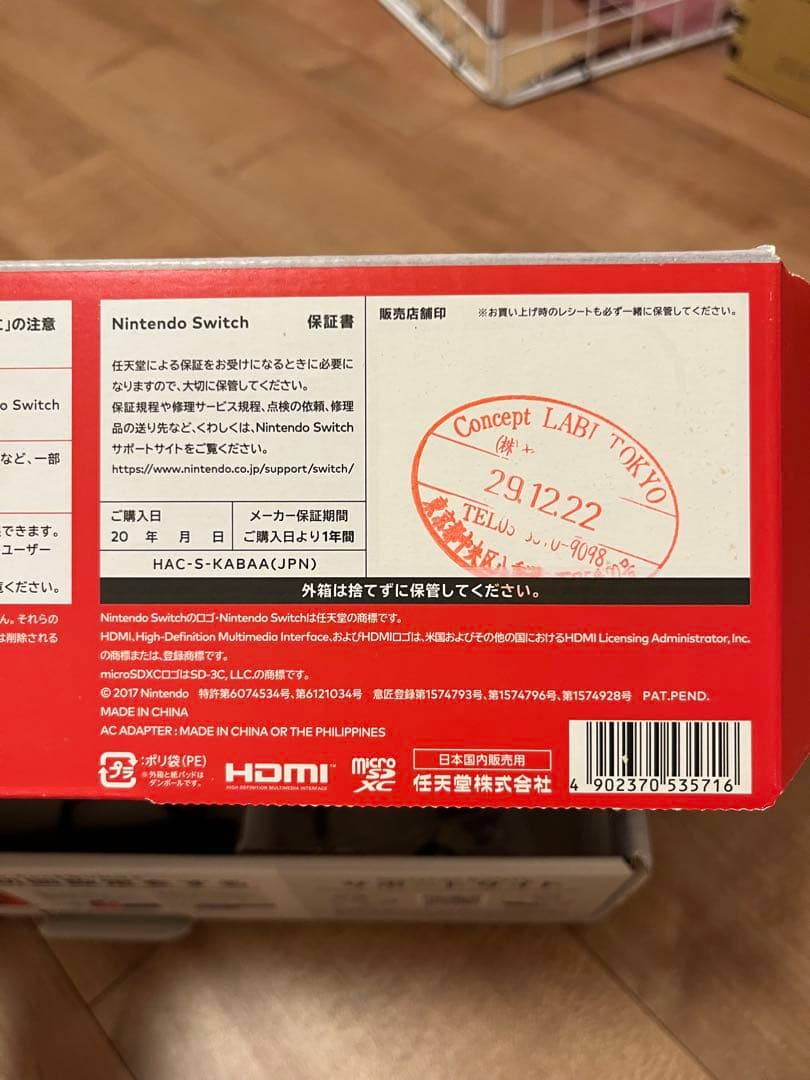 に」の注意
o Switch
など、一部
できます。
ユーザー
ください。
ん。それらの
は削除される
Nintendo Switch 保証書
任天堂による保証をお受けになるときに必要に
なりますので、大切に保管してください。
保証規程や修理サービス規程、点検の依頼、修理
品の送り先など、くわしくは、Nintendo Switch
サポートサイトをご覧ください。
https://www.nintendo.co.jp/support/switch/
ご購入日
20 年 月 日
メーカー保証期間
ご購入日より1年間
HAC-S-KABAA(JPN)
販売店舗印 ※お買い上げ時のレシートも必ず一緒に保管してください。
Concept LABI TOKYO
(株)
29.12.22
TEL03 -9098
東京都中央区八
外箱は捨てずに保管してください。
Nintendo Switchのロゴ・Nintendo Switchは任天堂の商標です。
HDMI、High-Definition Multimedia Interface、およびHDMIロゴは、米国およびその他の国におけるHDMI Licensing Administrator, Inc.
の商標または、登録商標です。
microSDXCロゴはSD-3C, LLC.の商標です。
© 2017 Nintendo 特許第6074534号、第6121034号 意匠登録第1574793号、第1574796号、第1574928号 PAT.PEND.
MADE IN CHINA
AC ADAPTER : MADE IN CHINA OR THE PHILIPPINES
プラ
:ポリ袋(PE)
※外箱と紙パッドは
ダンボールです。
HDMI™
HIGH-DEFINITION MULTIMEDIA INTERFACE
micro SD XC
日本国内販売用
任天堂株式会社
4 902370 535716